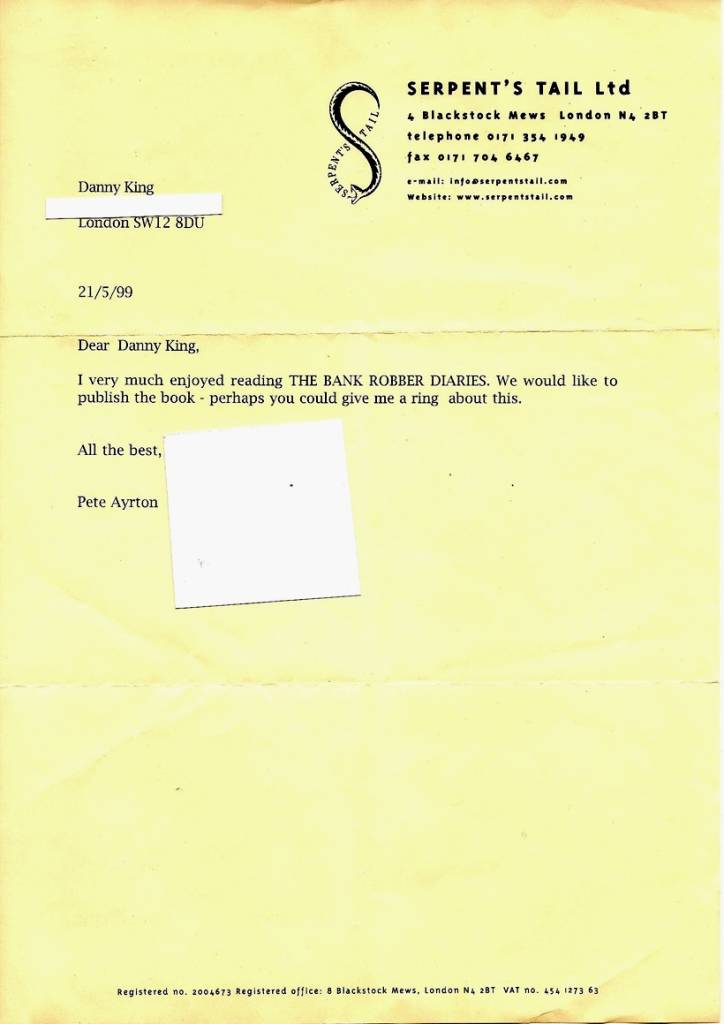 SERPENT'S TAIL Ltd
4 Blackstock Mews London N4 2BT
telephone 0171 354 1949
fax 0171 704 6467
e-mail: info@serpentstail.com
Website: www.serpentstail.com
SERPENT'S TAIL
Danny King
London SW12 8DU
21/5/99
Dear Danny King,
I very much enjoyed reading THE BANK ROBBER DIARIES. We would like to
publish the book - perhaps you could give me a ring about this.
All the best,
Pete Ayrton
Registered no. 2004673 Registered office: 8 Blackstock Mews, London N4 2BT VAT no. 454 1273 63